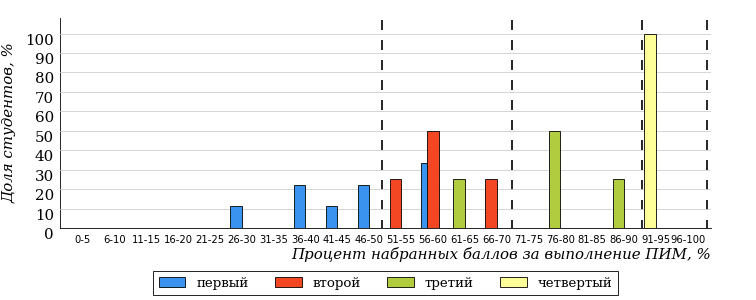 Доля студентов, %
100
90
80
70
60
50
40
30
20
10
0
0-5 6-10 11-15 16-20 21-25 26-30 31-35 36-40 41-45 46-50 51-55 56-60 61-65 66-70 71-75 76-80 81-85 86-90 91-95 96-100
Процент набранных баллов за выполнение ПИМ, %
первый второй третий четвертый